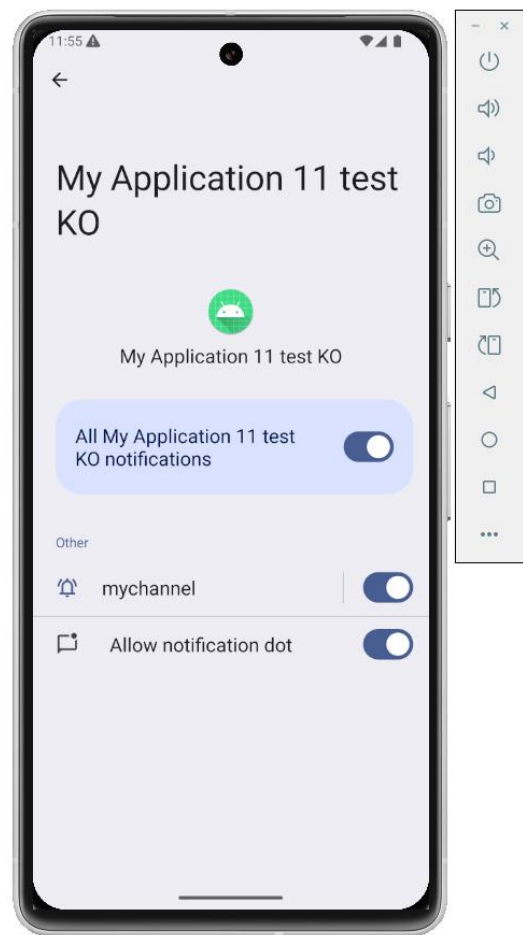 11:55
My Application 11 test
KO
My Application 11 test KO
All My Application 11 test
KO notifications
Other
mychannel
Allow notification dot